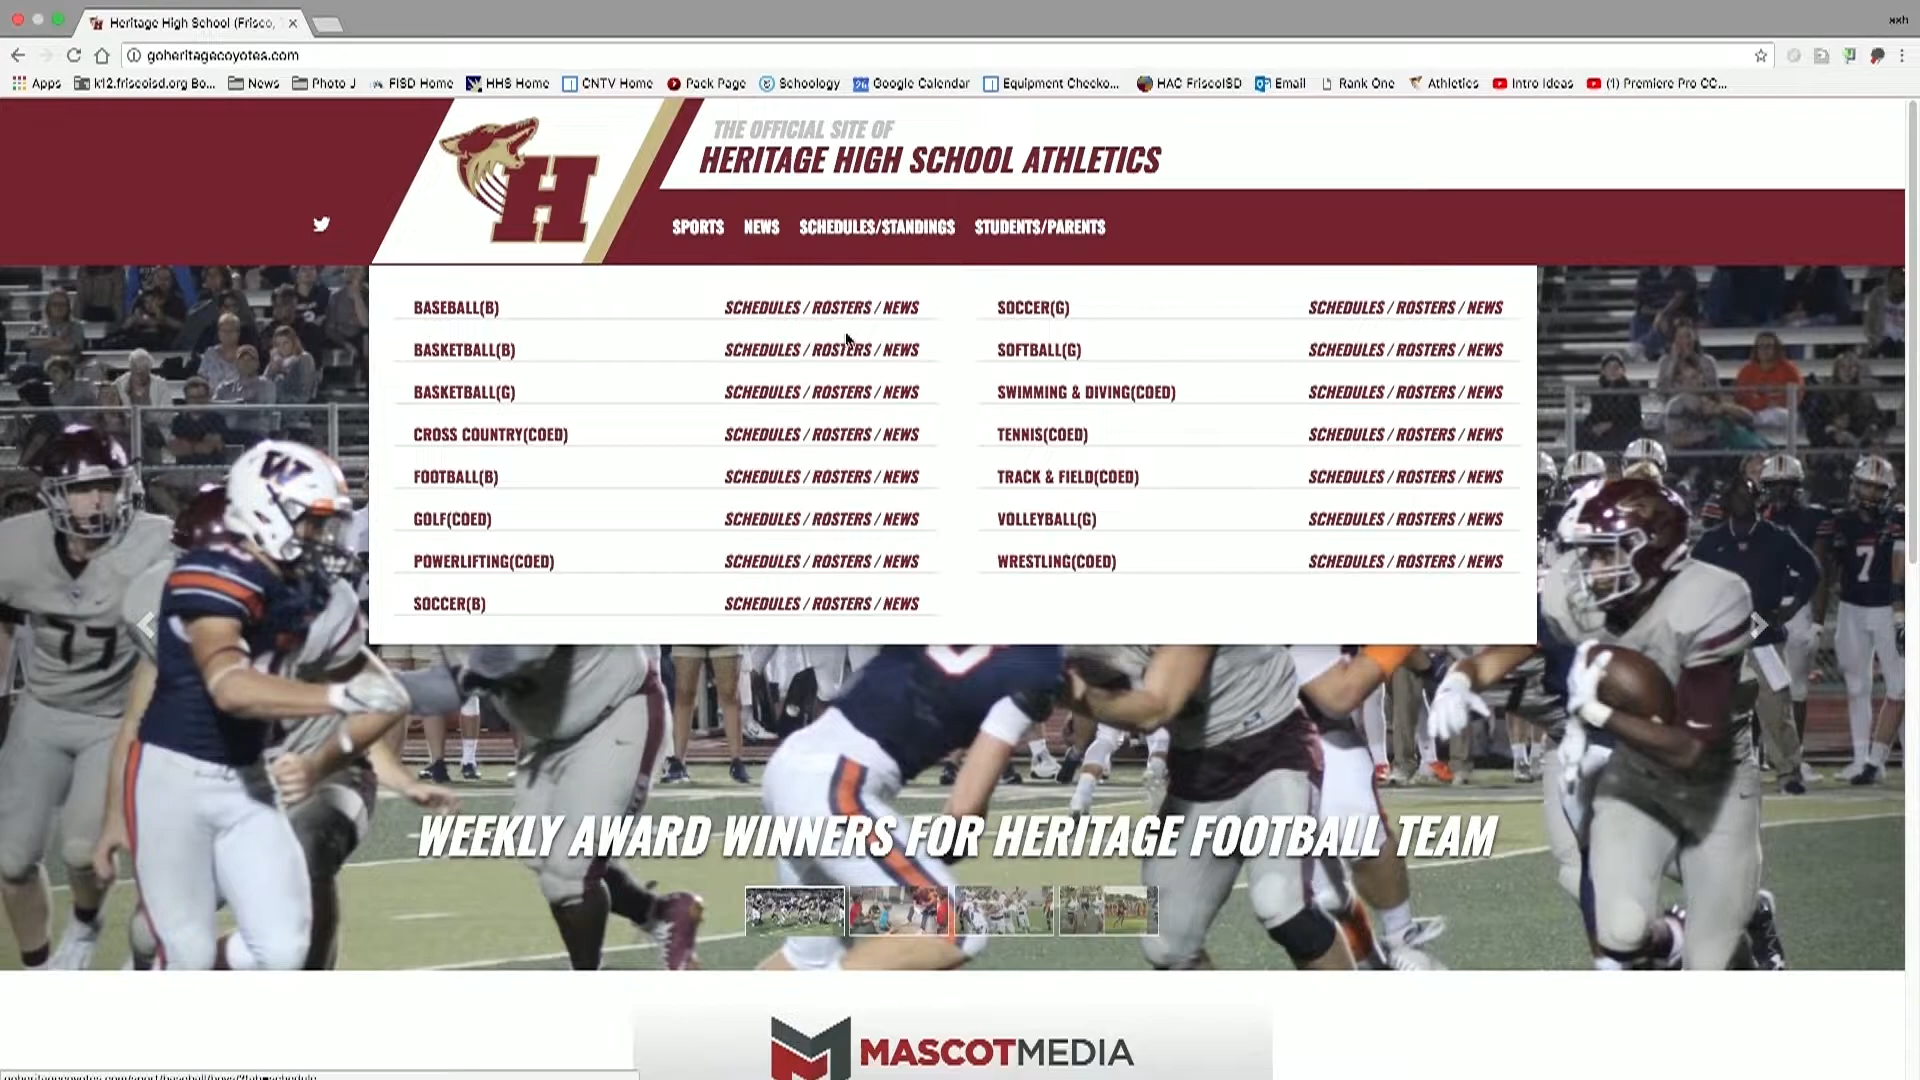 Heritage High School (Frisco,
goheritagecoyotes.com
Apps k12.friscoisd.org Bo... News Photo J FISD Home HHS Home CNTV Home Pack Page Schoology Google Calendar Equipment Checko... HAC FriscoISD Email Rank One Athletics Intro Ideas (1) Premiere Pro CC...
THE OFFICIAL SITE OF
HERITAGE HIGH SCHOOL ATHLETICS
H
SPORTS NEWS SCHEDULES/STANDINGS STUDENTS/PARENTS
BASEBALL(B) SCHEDULES / ROSTERS / NEWS SOCCER(G) SCHEDULES / ROSTERS / NEWS
BASKETBALL(B) SCHEDULES / ROSTERS / NEWS SOFTBALL(G) SCHEDULES / ROSTERS / NEWS
BASKETBALL(G) SCHEDULES / ROSTERS / NEWS SWIMMING & DIVING(COED) SCHEDULES / ROSTERS / NEWS
CROSS COUNTRY(COED) SCHEDULES / ROSTERS / NEWS TENNIS(COED) SCHEDULES / ROSTERS / NEWS
FOOTBALL(B) SCHEDULES / ROSTERS / NEWS TRACK & FIELD(COED) SCHEDULES / ROSTERS / NEWS
GOLF(COED) SCHEDULES / ROSTERS / NEWS VOLLEYBALL(G) SCHEDULES / ROSTERS / NEWS
POWERLIFTING(COED) SCHEDULES / ROSTERS / NEWS WRESTLING(COED) SCHEDULES / ROSTERS / NEWS
SOCCER(B) SCHEDULES / ROSTERS / NEWS
W
77
7
WEEKLY AWARD WINNERS FOR HERITAGE FOOTBALL TEAM
MASCOTMEDIA